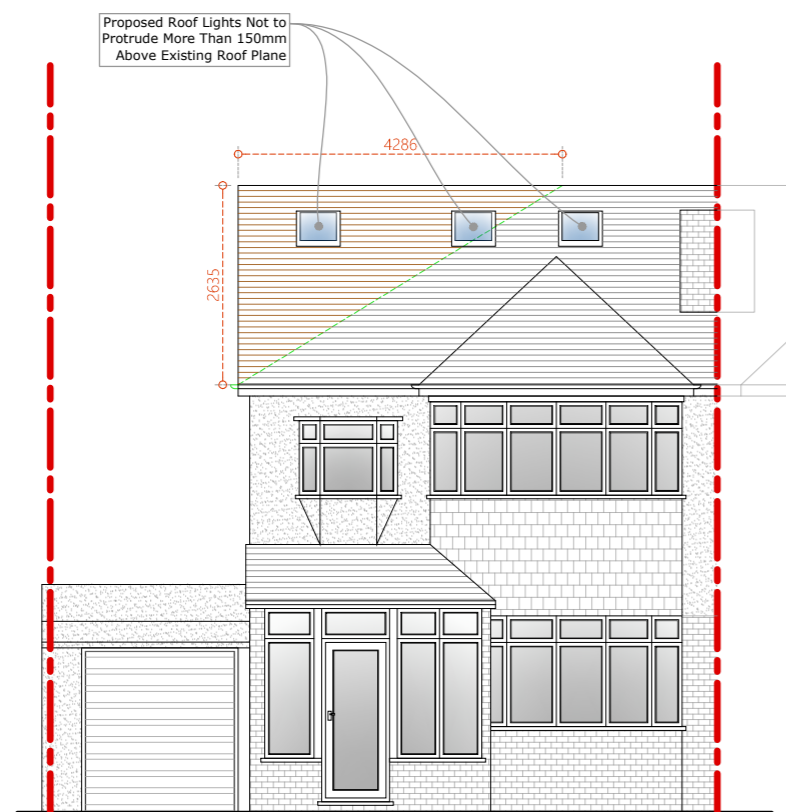 Proposed Roof Lights Not to
Protrude More Than 150mm
Above Existing Roof Plane
4286
2635